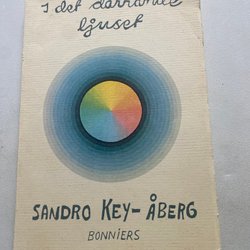 I det darrande
ljuset
SANDRO KEY-ÅBERG
BONNIERS